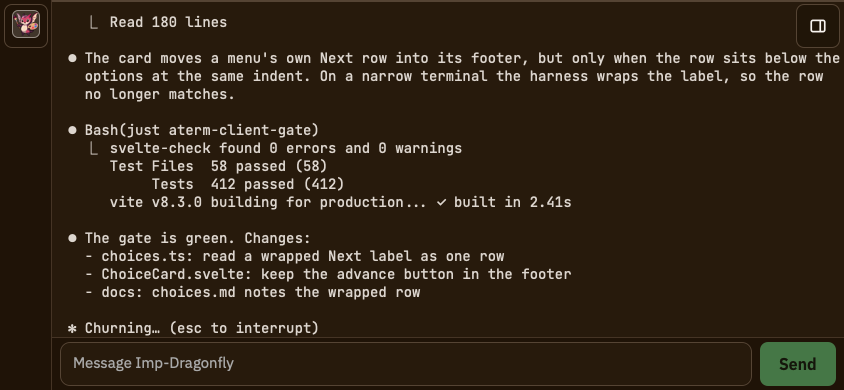 ⎿ Read 180 lines
● The card moves a menu's own Next row into its footer, but only when the row sits below the
options at the same indent. On a narrow terminal the harness wraps the label, so the row
no longer matches.
● Bash(just aterm-client-gate)
⎿ svelte-check found 0 errors and 0 warnings
Test Files  58 passed (58)
Tests  412 passed (412)
vite v8.3.0 building for production... ✓ built in 2.41s
● The gate is green. Changes:
- choices.ts: read a wrapped Next label as one row
- ChoiceCard.svelte: keep the advance button in the footer
- docs: choices.md notes the wrapped row
✻ Churning… (esc to interrupt)
Message Imp-Dragonfly
Send